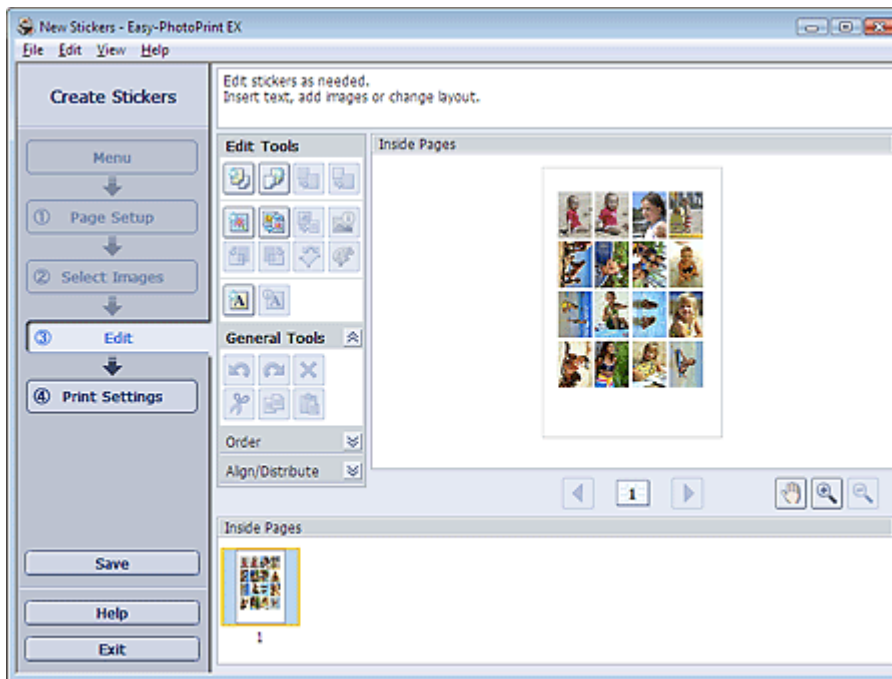 New Stickers - Easy-PhotoPrint EX
File Edit View Help
Create Stickers
Menu
① Page Setup
② Select Images
③ Edit
④ Print Settings
Save
Help
Exit
Edit stickers as needed.
Insert text, add images or change layout.
Edit Tools
A A
General Tools
Order
Align/Distribute
Inside Pages
1
Inside Pages
1